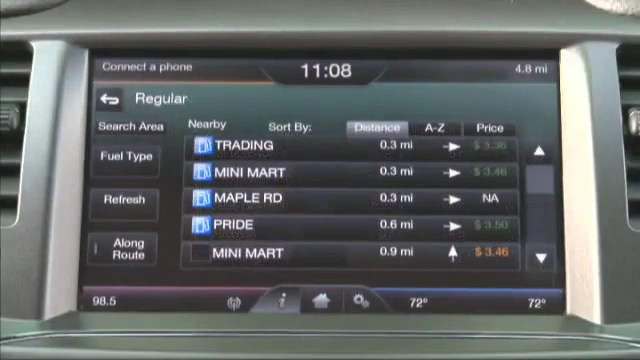 Connect a phone 11:08 4.8 mi
Regular
Search Area Nearby Sort By: Distance A-Z Price
TRADING 0.3 mi $ 3.36
Fuel Type
MINI MART 0.3 mi $ 3.46
Refresh
MAPLE RD 0.3 mi NA
PRIDE 0.6 mi $ 3.50
Along
Route
MINI MART 0.9 mi $ 3.46
98.5 i 72° 72°